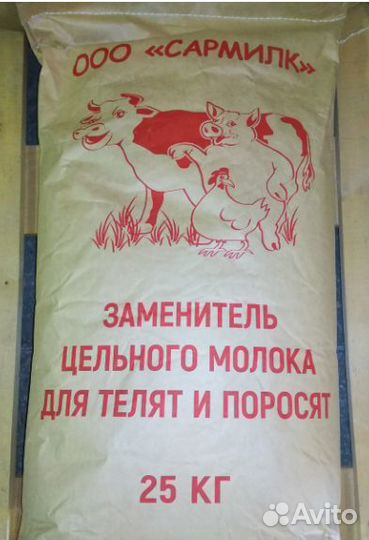 ООО «САРМИЛК»
ЗАМЕНИТЕЛЬ
ЦЕЛЬНОГО МОЛОКА
ДЛЯ ТЕЛЯТ И ПОРОСЯТ
25 КГ
Avito